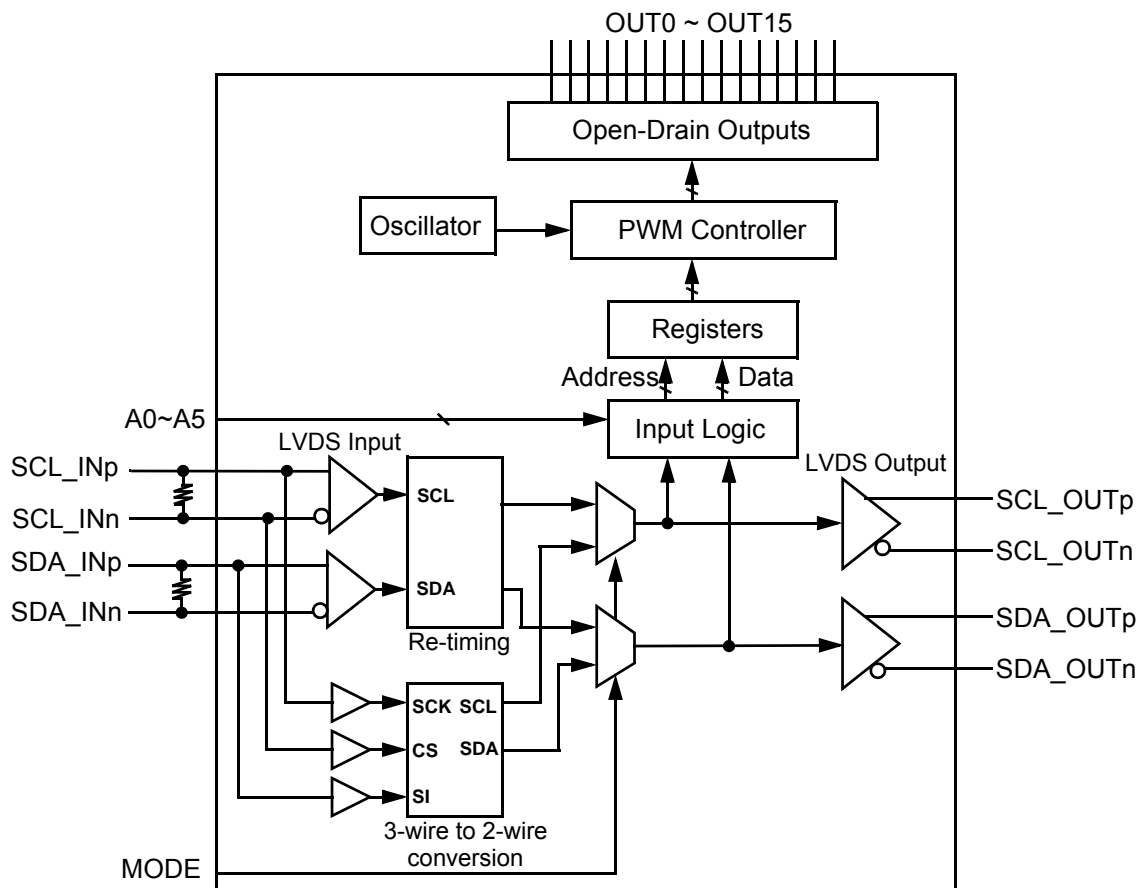 OUT0 ~ OUT15
Open-Drain Outputs
Oscillator
PWM Controller
Registers
Address
Data
A0~A5
Input Logic
LVDS Input
LVDS Output
SCL_INp
SCL_INn
SDA_INp
SDA_INn
SCL
SDA
Re-timing
SCL_OUTp
SCL_OUTn
SDA_OUTp
SDA_OUTn
SCK SCL
CS SDA
SI
3-wire to 2-wire
conversion
MODE